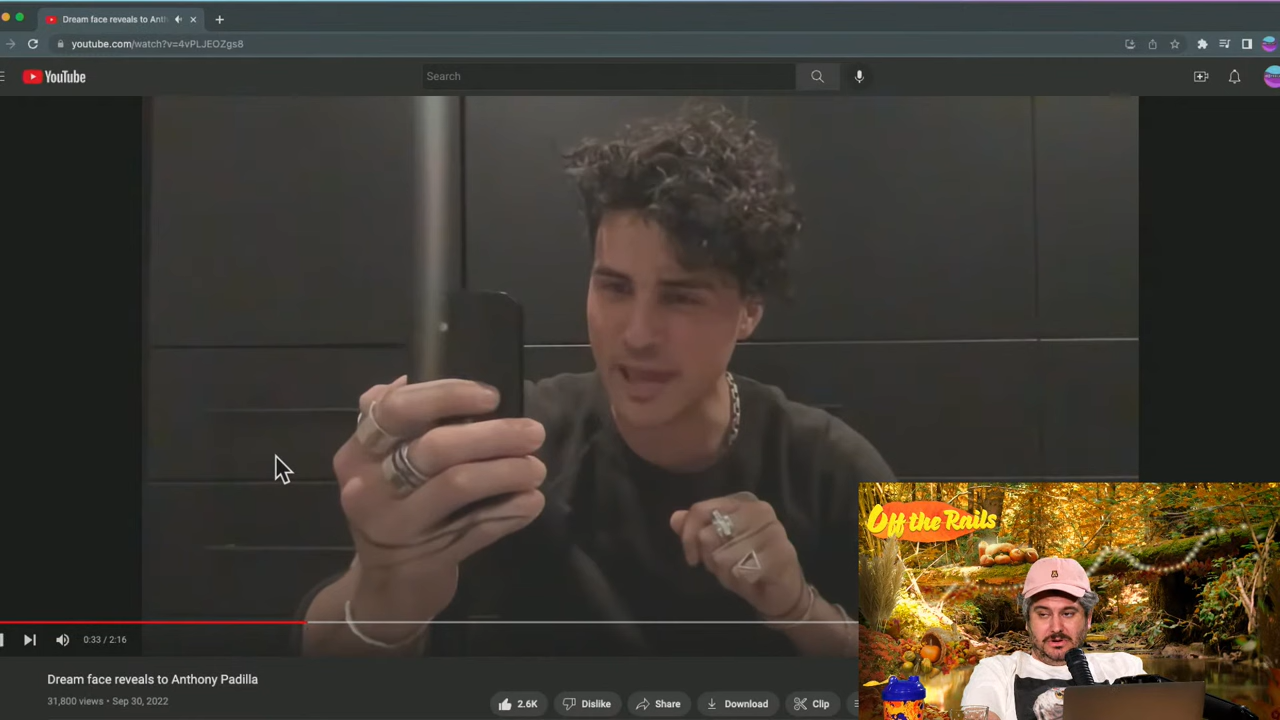 Dream face reveals to Anth
youtube.com/watch?v=4vPLJEOZgs8
YouTube
Search
Off the Rails
0:33 / 2:16
Dream face reveals to Anthony Padilla
31,800 views • Sep 30, 2022
2.6K
Dislike
Share
Download
Clip